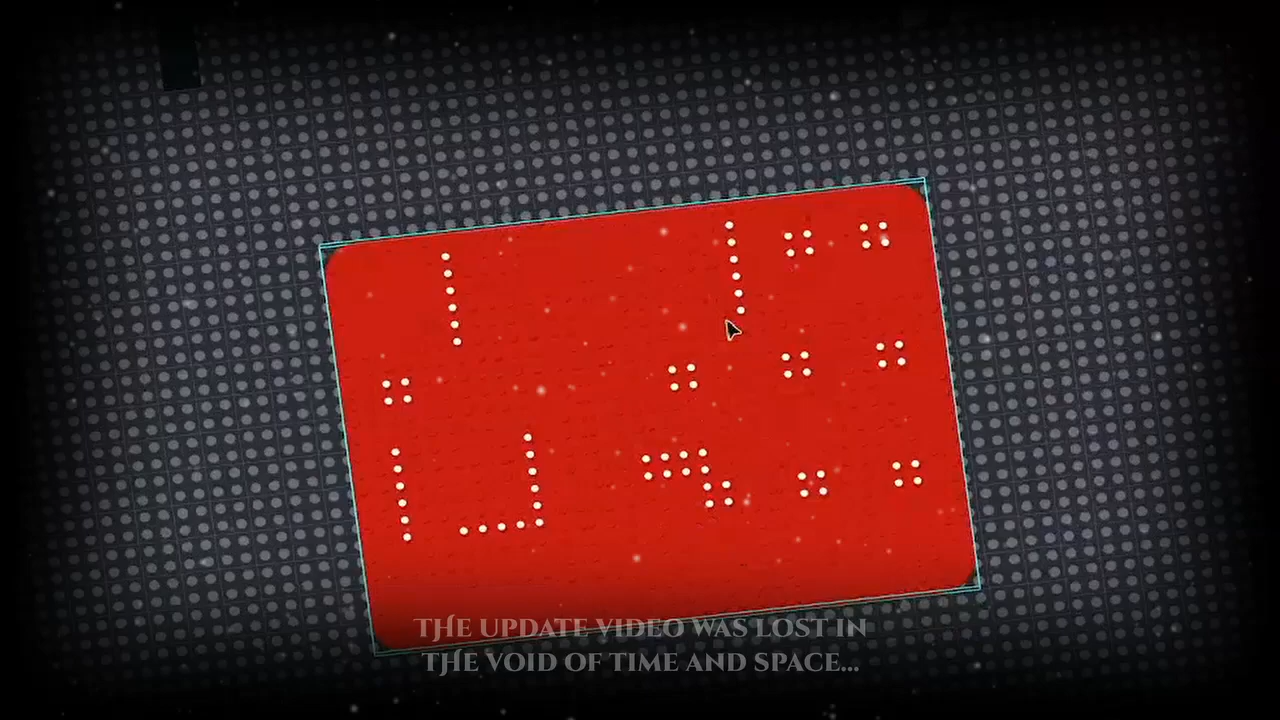 THE UPDATE VIDEO WAS LOST IN
THE VOID OF TIME AND SPACE...